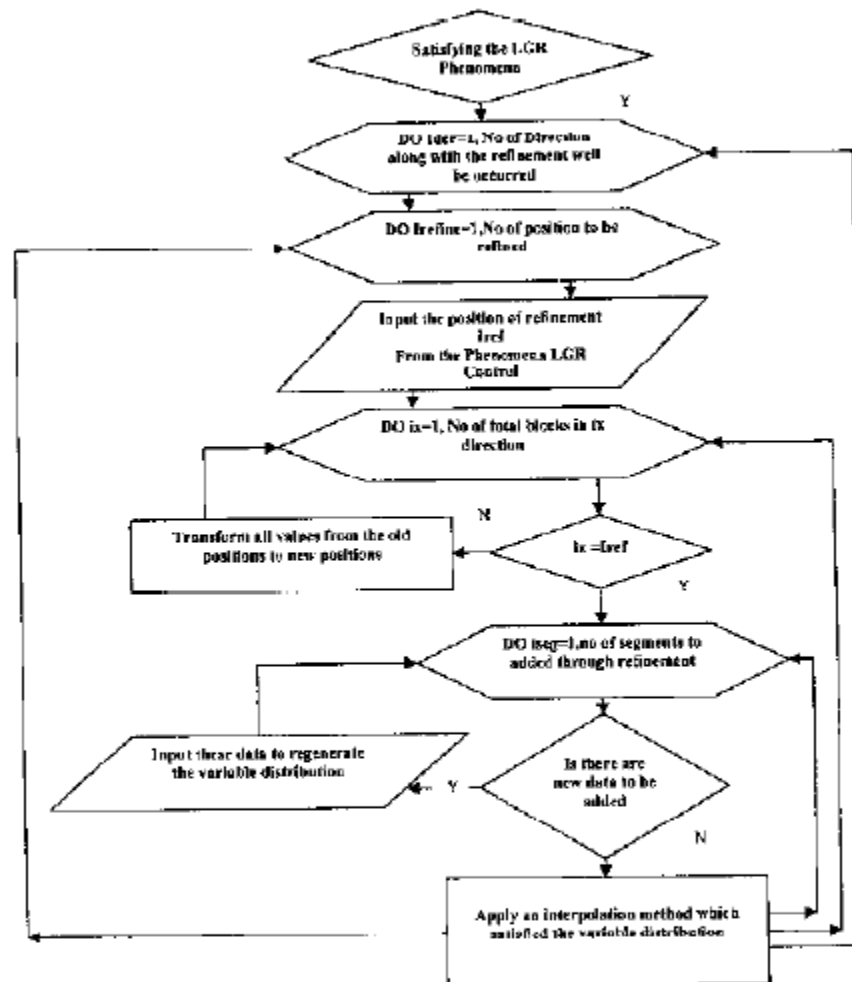 Satisfying the LGR
Phenomena
Y
DO Ider=1, No of Direction
along with the refinement well
be occurred
DO Irefine=1,No of position to be
refined
Input the position of refinement
Iref
From the Phenomena LGR
Control
DO ix=1, No of total blocks in ix
direction
N
Transform all values from the old
positions to new positions
ix =Iref
Y
DO iseg=1,no of segments to
added through refinement
Input these data to regenerate
the variable distribution
Y
Is there are
new data to be
added
N
Apply an interpolation method which
satisfied the variable distribution